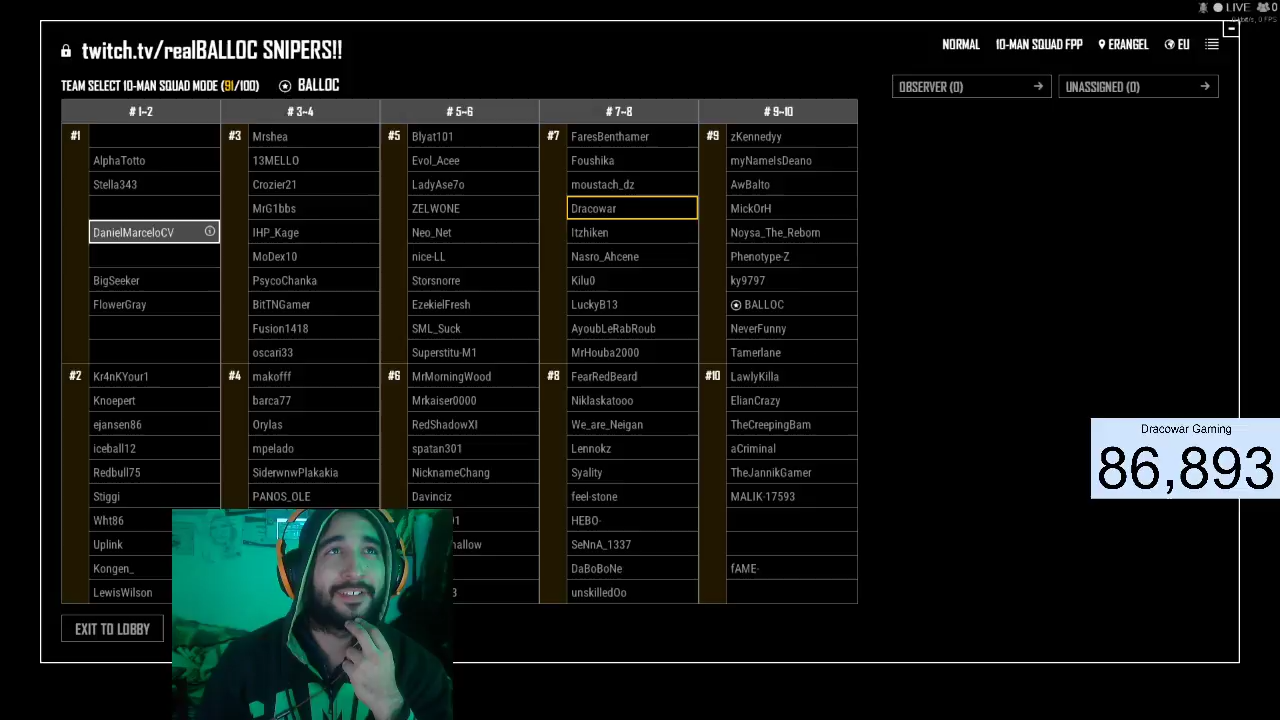 LIVE 0
twitch.tv/realBALLOC SNIPERS!!
NORMAL 10-MAN SQUAD FPP ERANGEL EU
TEAM SELECT 10-MAN SQUAD MODE (91/100) BALLOC
OBSERVER (0) UNASSIGNED (0)
# 1~2
#1
AlphaTotto
Stella343
DanielMarceloCV
BigSeeker
FlowerGray
#2 Kr4nKYour1
Knoepert
ejansen86
iceball12
Redbull75
Stiggi
Wht86
Uplink
Kongen_
LewisWilson
# 3~4
#3 Mrshea
13MELLO
Crozier21
MrG1bbs
IHP_Kage
MoDex10
PsycoChanka
BitTNGamer
Fusion1418
oscari33
#4 makofff
barca77
Orylas
mpelado
SiderwnwPlakakia
PANOS_OLE
# 5~6
#5 Blyat101
Evol_Acee
LadyAse7o
ZELWONE
Neo_Net
nice-LL
Storsnorre
EzekielFresh
SML_Suck
Superstitu-M1
#6 MrMorningWood
Mrkaiser0000
RedShadowXI
spatan301
NicknameChang
Davinciz
# 7~8
#7 FaresBenthamer
Foushika
moustach_dz
Dracowar
Itzhiken
Nasro_Ahcene
Kilu0
LuckyB13
AyoubLeRabRoub
MrHouba2000
#8 FearRedBeard
Niklaskatooo
We_are_Neigan
Lennokz
Syality
feel-stone
HEBO-
SeNnA_1337
DaBoBoNe
unskilledOo
# 9~10
#9 zKennedyy
myNameIsDeano
AwBalto
MickOrH
Noysa_The_Reborn
Phenotype-Z
ky9797
BALLOC
NeverFunny
Tamerlane
#10 LawlyKilla
ElianCrazy
TheCreepingBam
aCriminal
TheJannikGamer
MALIK-17593
fAME-
Dracowar Gaming
86,893
EXIT TO LOBBY